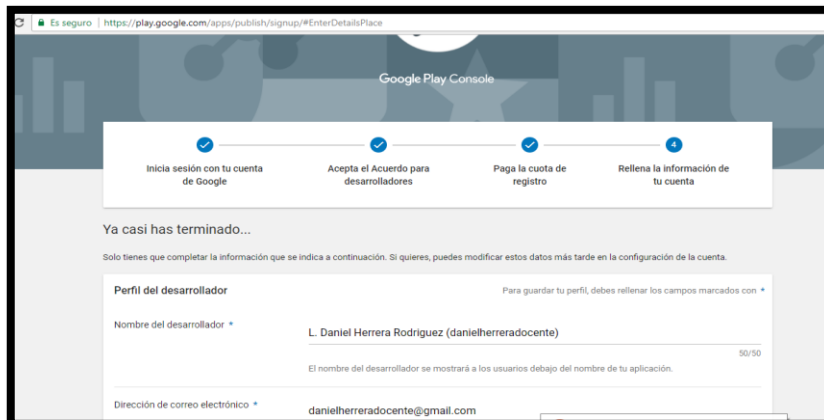 Es seguro | https://play.google.com/apps/publish/signup/#EnterDetailsPlace
Google Play Console
Inicia sesión con tu cuenta
de Google
Acepta el Acuerdo para
desarrolladores
Paga la cuota de
registro
4
Rellena la información de
tu cuenta
Ya casi has terminado...
Solo tienes que completar la información que se indica a continuación. Si quieres, puedes modificar estos datos más tarde en la configuración de la cuenta.
Perfil del desarrollador
Para guardar tu perfil, debes rellenar los campos marcados con *
Nombre del desarrollador *
L. Daniel Herrera Rodriguez (danielherreradocente)
50/50
El nombre del desarrollador se mostrará a los usuarios debajo del nombre de tu aplicación.
Dirección de correo electrónico *
danielherreradocente@gmail.com